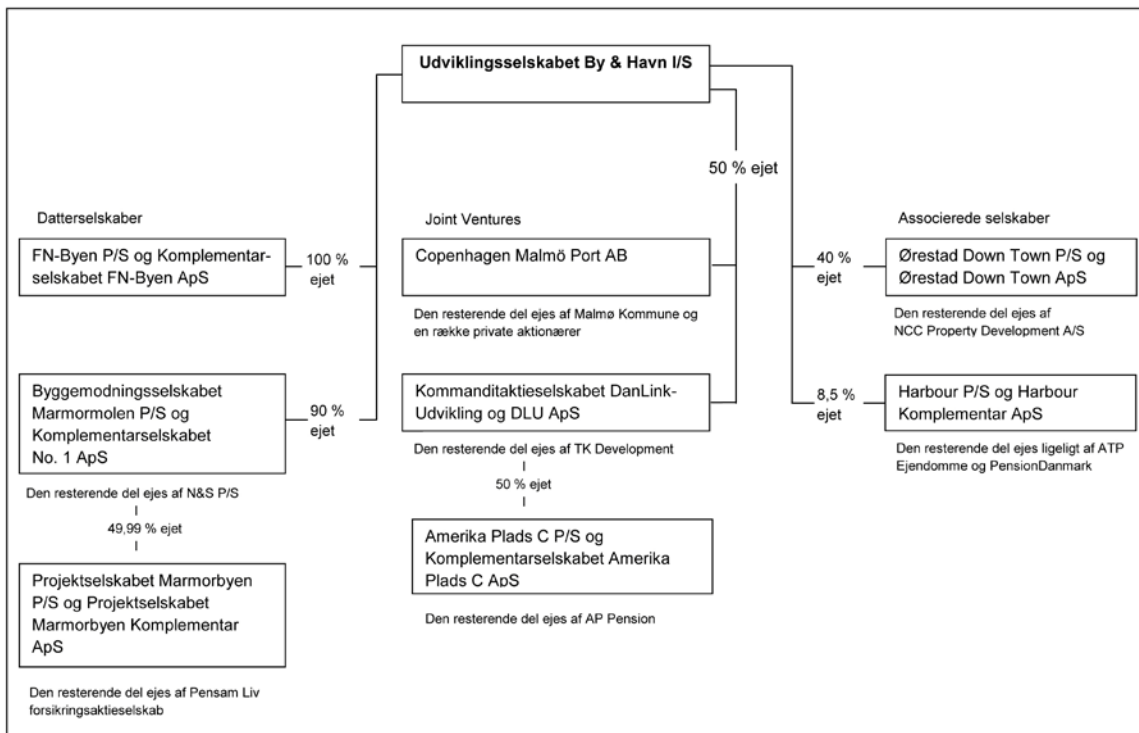 Udviklingsselskabet By & Havn I/S
50 % ejet
Datterselskaber
FN-Byen P/S og Komplementar-
selskabet FN-Byen ApS
100 %
ejet
Byggemodningsselskabet
Marmormolen P/S og
Komplementarselskabet
No. 1 ApS
90 %
ejet
Den resterende del ejes af N&S P/S
49,99 % ejet
Projektselskabet Marmorbyen
P/S og Projektselskabet
Marmorbyen Komplementar
ApS
Den resterende del ejes af Pensam Liv
forsikringsaktieselskab
Joint Ventures
Copenhagen Malmö Port AB
Den resterende del ejes af Malmø Kommune og
en række private aktionærer
Kommanditaktieselskabet DanLink-
Udvikling og DLU ApS
Den resterende del ejes af TK Development
50 % ejet
Amerika Plads C P/S og
Komplementarselskabet Amerika
Plads C ApS
Den resterende del ejes af AP Pension
Associerede selskaber
40 %
ejet
Ørestad Down Town P/S og
Ørestad Down Town ApS
Den resterende del ejes af
NCC Property Development A/S
8,5 %
ejet
Harbour P/S og Harbour
Komplementar ApS
Den resterende del ejes ligeligt af ATP
Ejendomme og PensionDanmark